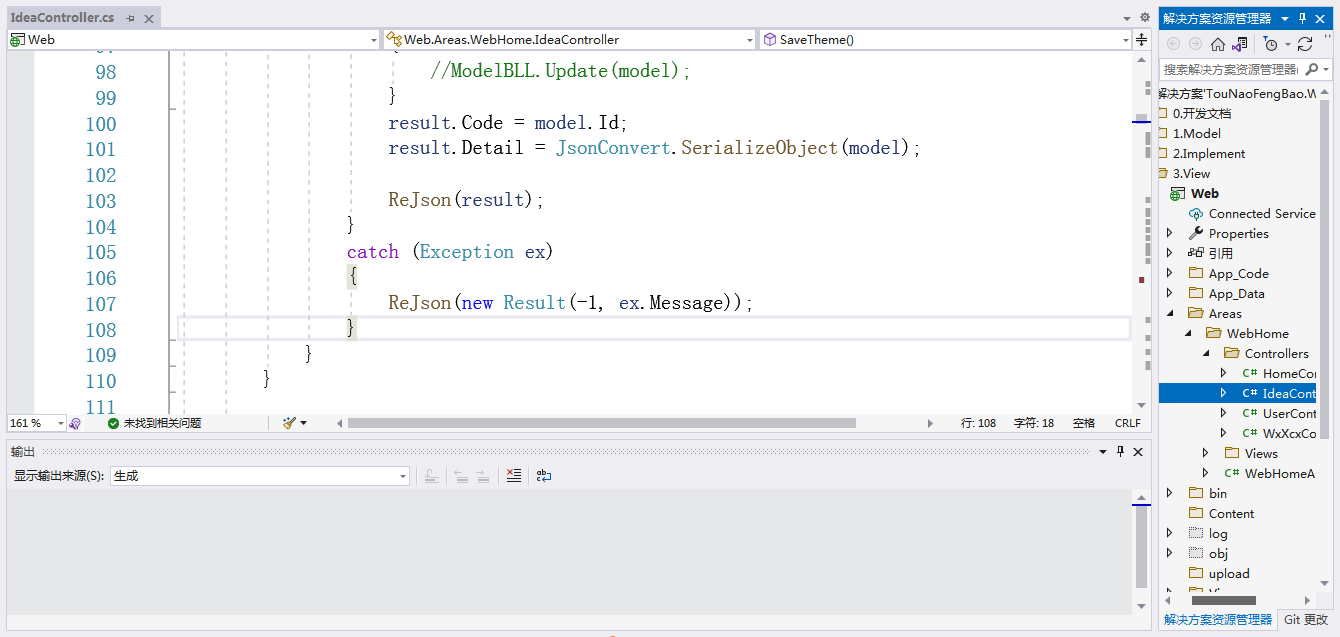 IdeaController.cs
Web
Web.Areas.WebHome.IdeaController
SaveTheme()
98 //ModelBLL.Update(model);
99 }
100 result.Code = model.Id;
101 result.Detail = JsonConvert.SerializeObject(model);
102
103 ReJson(result);
104 }
105 catch (Exception ex)
106 {
107 ReJson(new Result(-1, ex.Message));
108 }
109 }
110 }
111
161 %
未找到相关问题
行: 108
字符: 18
空格
CRLF
输出
显示输出来源(S):
生成
解决方案资源管理器
搜索解决方案资源管理器(
解决方案'TouNaoFengBao.W
0.开发文档
1.Model
2.Implement
3.View
Web
Connected Service
Properties
引用
App_Code
App_Data
Areas
WebHome
Controllers
C# HomeCon
C# IdeaCont
C# UserCont
C# WxXcxCo
Views
C# WebHomeA
bin
Content
log
obj
upload
解决方案资源管理器
Git 更改